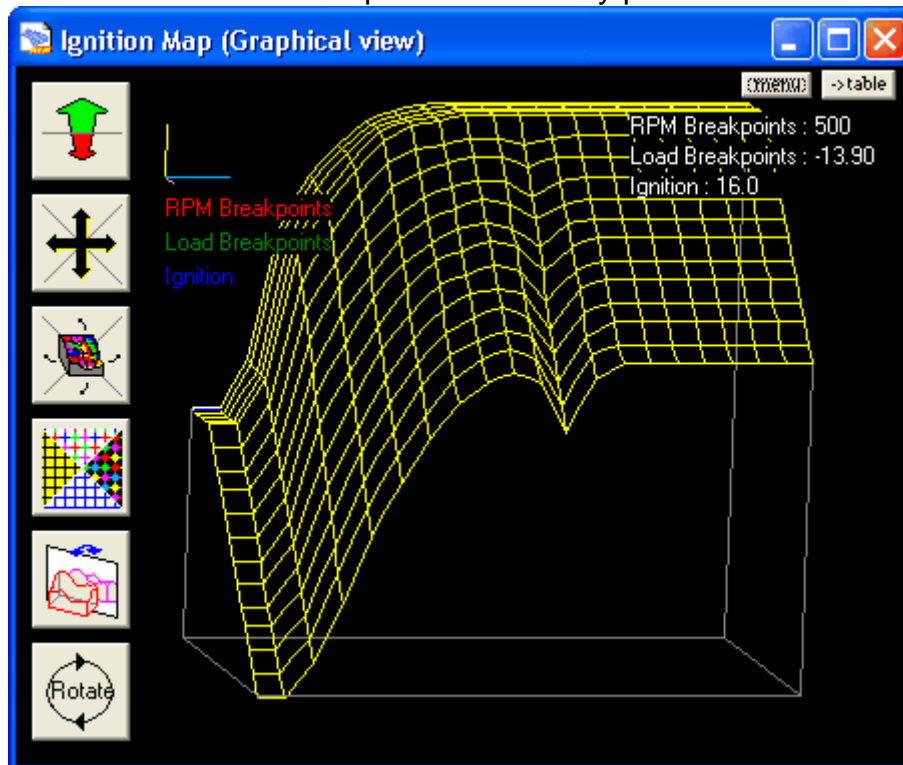 Ignition Map (Graphical view)
menu
->table
RPM Breakpoints : 500
Load Breakpoints : -13.90
Ignition : 16.0
RPM Breakpoints
Load Breakpoints
Ignition
Rotate